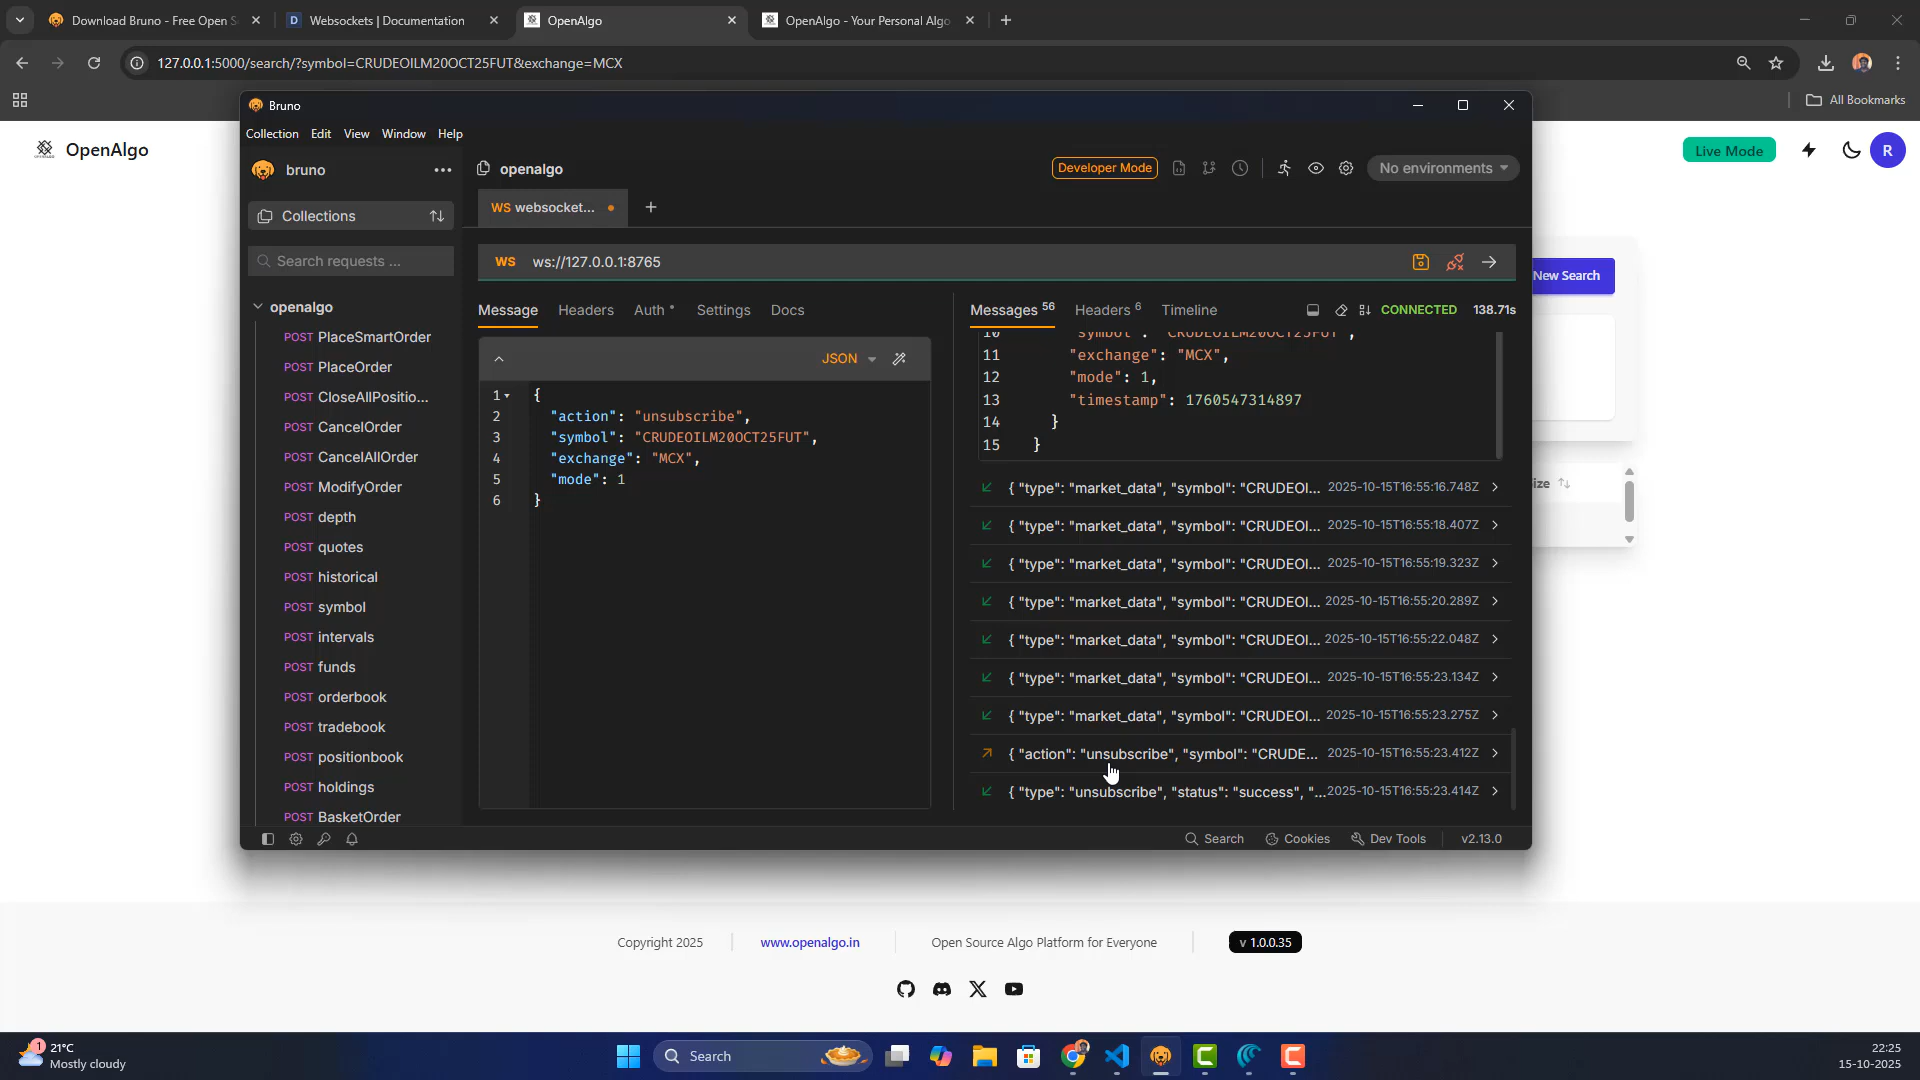 Download Bruno - Free Open S
Websockets | Documentation
OpenAlgo
OpenAlgo - Your Personal Algo
127.0.0.1:5000/search/?symbol=CRUDEOILM20OCT25FUT&exchange=MCX
All Bookmarks
OpenAlgo
Live Mode
R
New Search
ize
Bruno
Collection Edit View Window Help
bruno
openalgo
Developer Mode
No environments
Collections
WS websocket...
Search requests ...
WS ws://127.0.0.1:8765
openalgo
POST PlaceSmartOrder
POST PlaceOrder
POST CloseAllPositio...
POST CancelOrder
POST CancelAllOrder
POST ModifyOrder
POST depth
POST quotes
POST historical
POST symbol
POST intervals
POST funds
POST orderbook
POST tradebook
POST positionbook
POST holdings
POST BasketOrder
Message Headers Auth * Settings Docs
JSON
1 {
2 "action": "unsubscribe",
3 "symbol": "CRUDEOILM20OCT25FUT",
4 "exchange": "MCX",
5 "mode": 1
6 }
Messages 56 Headers 6 Timeline CONNECTED 138.71s
10 "symbol": "CRUDEOILM20OCT25FUT",
11 "exchange": "MCX",
12 "mode": 1,
13 "timestamp": 1760547314897
14 }
15 }
{ "type": "market_data", "symbol": "CRUDEOI... 2025-10-15T16:55:16.748Z
{ "type": "market_data", "symbol": "CRUDEOI... 2025-10-15T16:55:18.407Z
{ "type": "market_data", "symbol": "CRUDEOI... 2025-10-15T16:55:19.323Z
{ "type": "market_data", "symbol": "CRUDEOI... 2025-10-15T16:55:20.289Z
{ "type": "market_data", "symbol": "CRUDEOI... 2025-10-15T16:55:22.048Z
{ "type": "market_data", "symbol": "CRUDEOI... 2025-10-15T16:55:23.134Z
{ "type": "market_data", "symbol": "CRUDEOI... 2025-10-15T16:55:23.275Z
{ "action": "unsubscribe", "symbol": "CRUDE... 2025-10-15T16:55:23.412Z
{ "type": "unsubscribe", "status": "success", "... 2025-10-15T16:55:23.414Z
Search Cookies Dev Tools v2.13.0
Copyright 2025
www.openalgo.in
Open Source Algo Platform for Everyone
v 1.0.0.35
1
21°C
Mostly cloudy
Search
22:25
15-10-2025